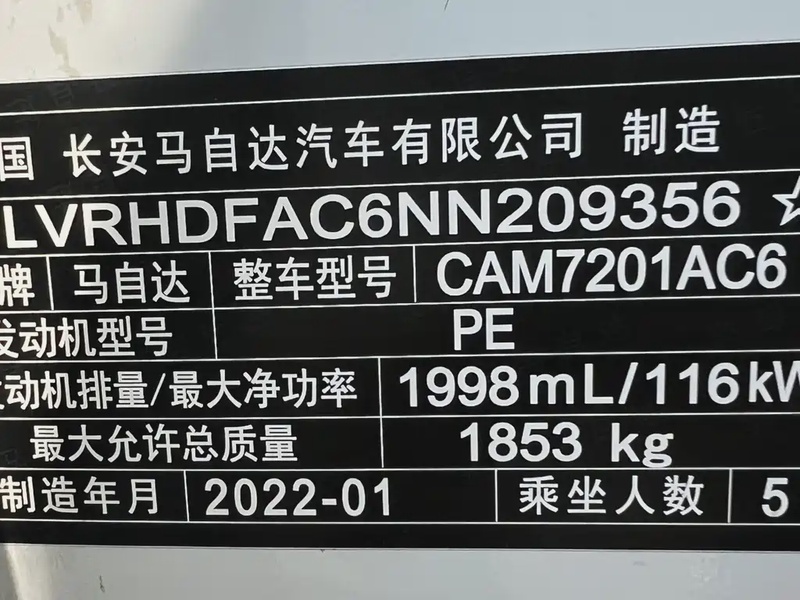 国 长安马自达汽车有限公司 制造
LVRHDFAC6NN209356 ☆
牌 马自达 整车型号 CAM7201AC6
发动机型号 PE
发动机排量/最大净功率 1998mL/116kW
最大允许总质量 1853 kg
制造年月 2022-01 乘坐人数 5